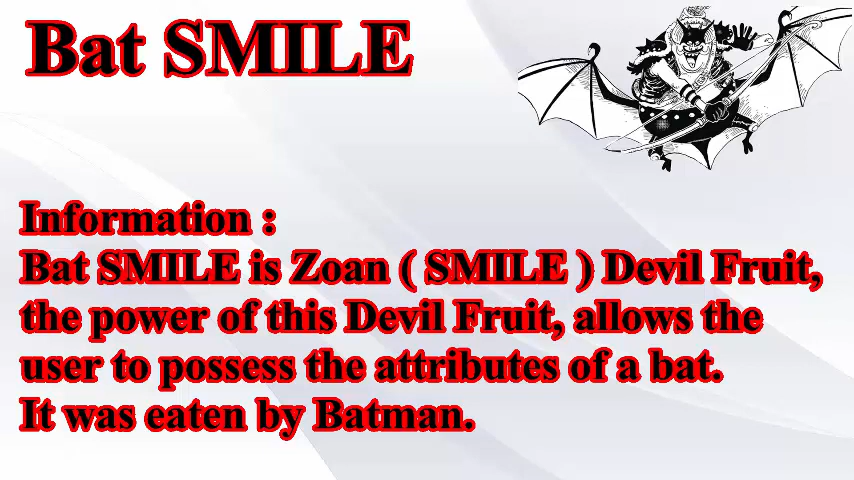 Bat SMILE
Information :
Bat SMILE is Zoan ( SMILE ) Devil Fruit,
the power of this Devil Fruit, allows the
user to possess the attributes of a bat.
It was eaten by Batman.